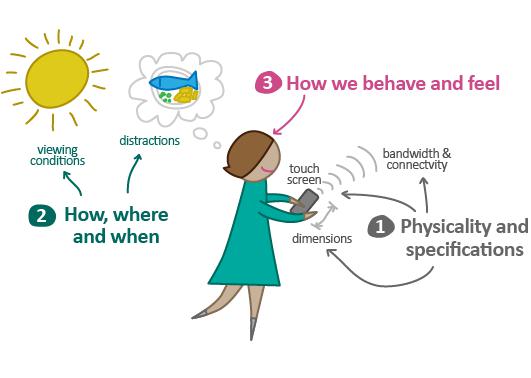 3 How we behave and feel
distractions
viewing
conditions
2 How, where
and when
touch
screen
bandwidth &
connectvity
dimensions
1 Physicality and
specifications